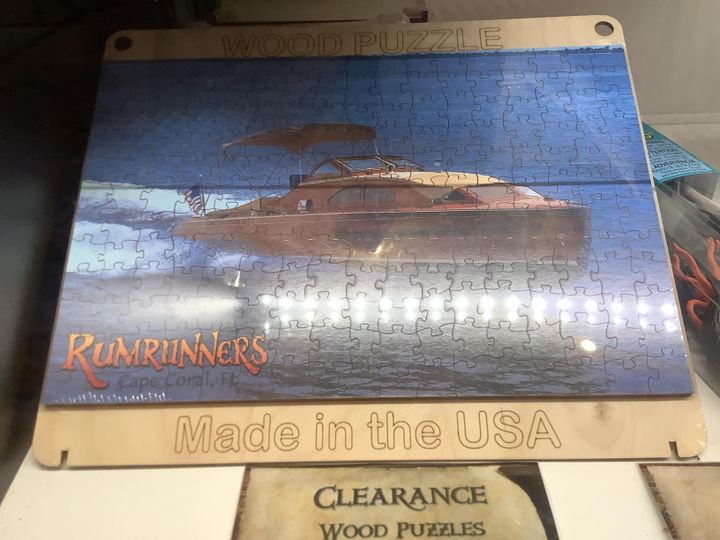 WOOD PUZZLE
RUMRUNNERS
Cape Coral, FL
Made in the USA
CLEARANCE
WOOD PUZZLES